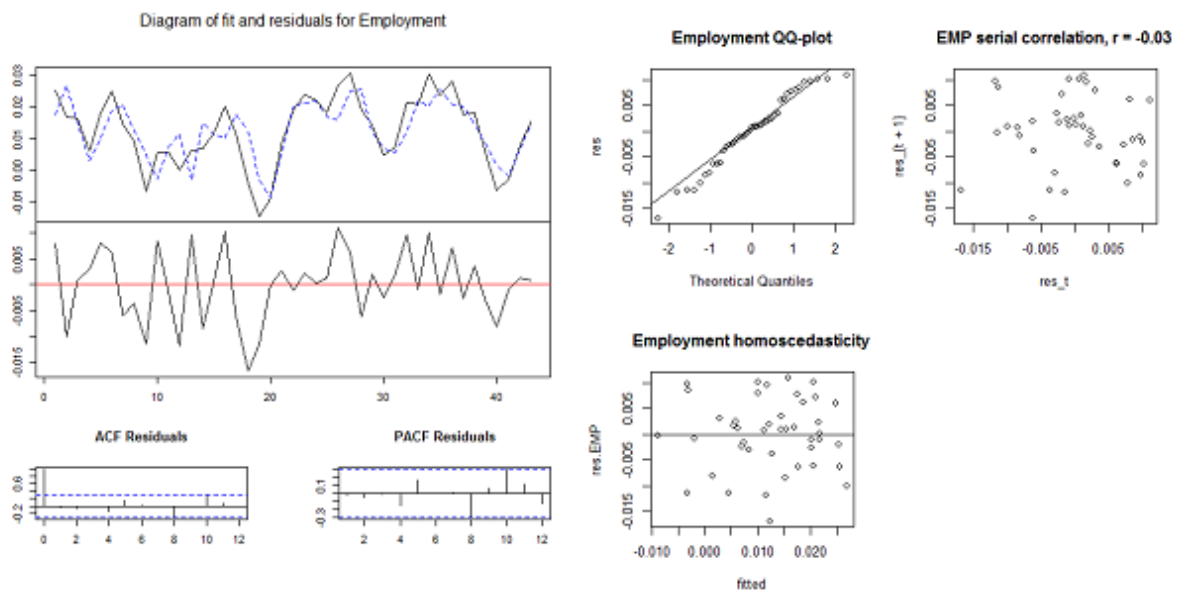 Diagram of fit and residuals for Employment
0.03
0.02
0.01
0.00
-0.01
0.005
-0.005
-0.015
0 10 20 30 40
ACF Residuals
0.8
-0.2
0 2 4 6 8 10 12
PACF Residuals
0.1
-0.3
2 4 6 8 10 12
Employment QQ-plot
res
0.005
-0.005
-0.015
-2 -1 0 1 2
Theoretical Quantiles
EMP serial correlation, r = -0.03
res_[t + 1]
0.005
-0.005
-0.015
-0.015 -0.005 0.005
res_t
Employment homoscedasticity
res.EMP
0.005
-0.005
-0.015
-0.010 0.000 0.010 0.020
fitted